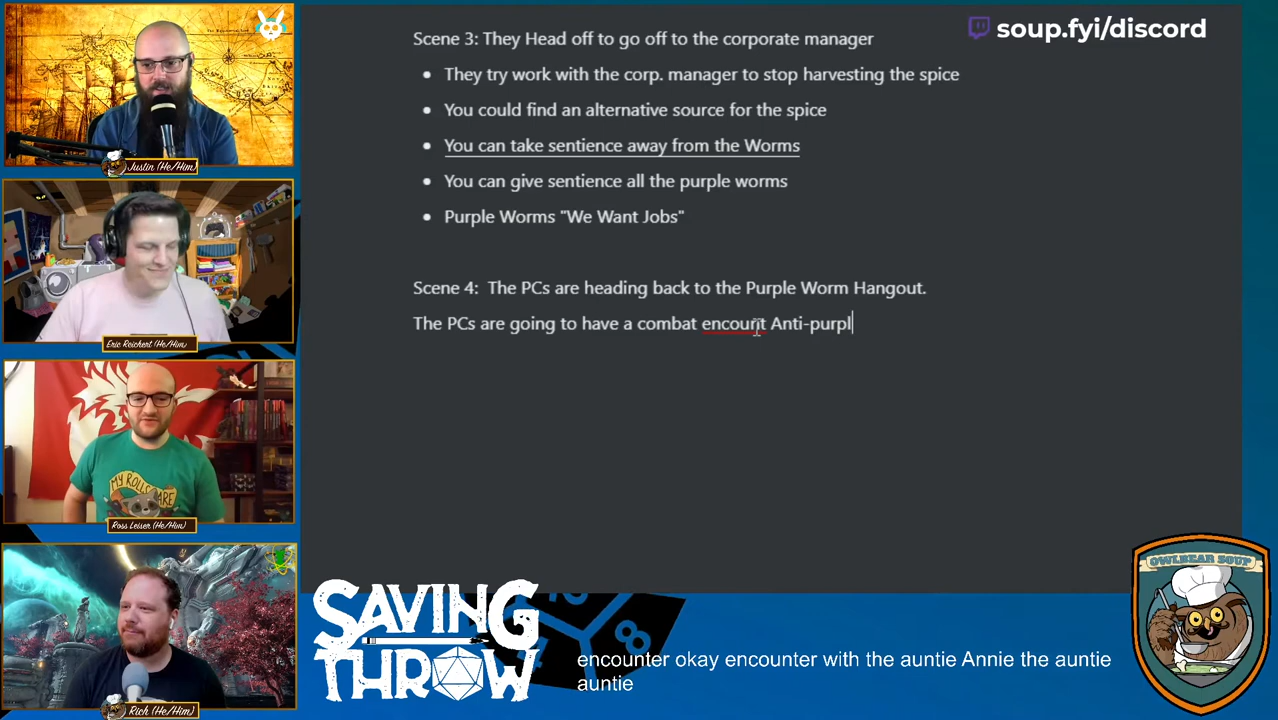 soup.fyi/discord
Scene 3: They Head off to go off to the corporate manager
They try work with the corp. manager to stop harvesting the spice
You could find an alternative source for the spice
You can take sentience away from the Worms
You can give sentience all the purple worms
Purple Worms "We Want Jobs"
Scene 4: The PCs are heading back to the Purple Worm Hangout.
The PCs are going to have a combat encount Anti-purpl
Justin (He/Him)
Eric Reichert (He/Him)
MY ROLLS ARE
Ross Leiser (He/Him)
Rich (He/Him)
SAVING
THROW
8
encounter okay encounter with the auntie Annie the auntie
auntie
OWLBEAR SOUP